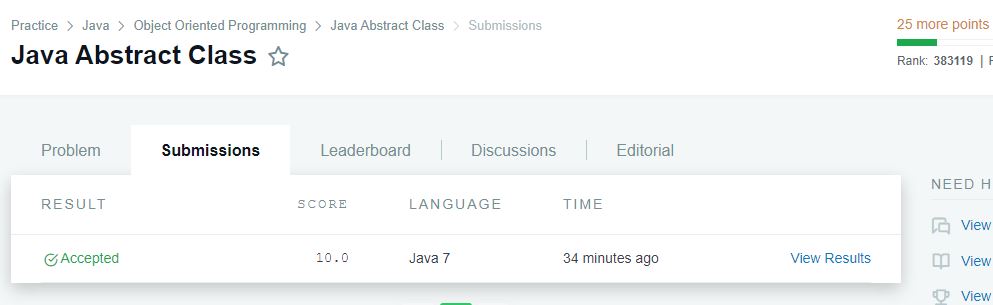 Practice > Java > Object Oriented Programming > Java Abstract Class > Submissions
25 more points
Java Abstract Class
Rank: 383119 |
Problem Submissions Leaderboard Discussions Editorial
NEED H
RESULT SCORE LANGUAGE TIME
View
Accepted 10.0 Java 7 34 minutes ago View Results
View
View